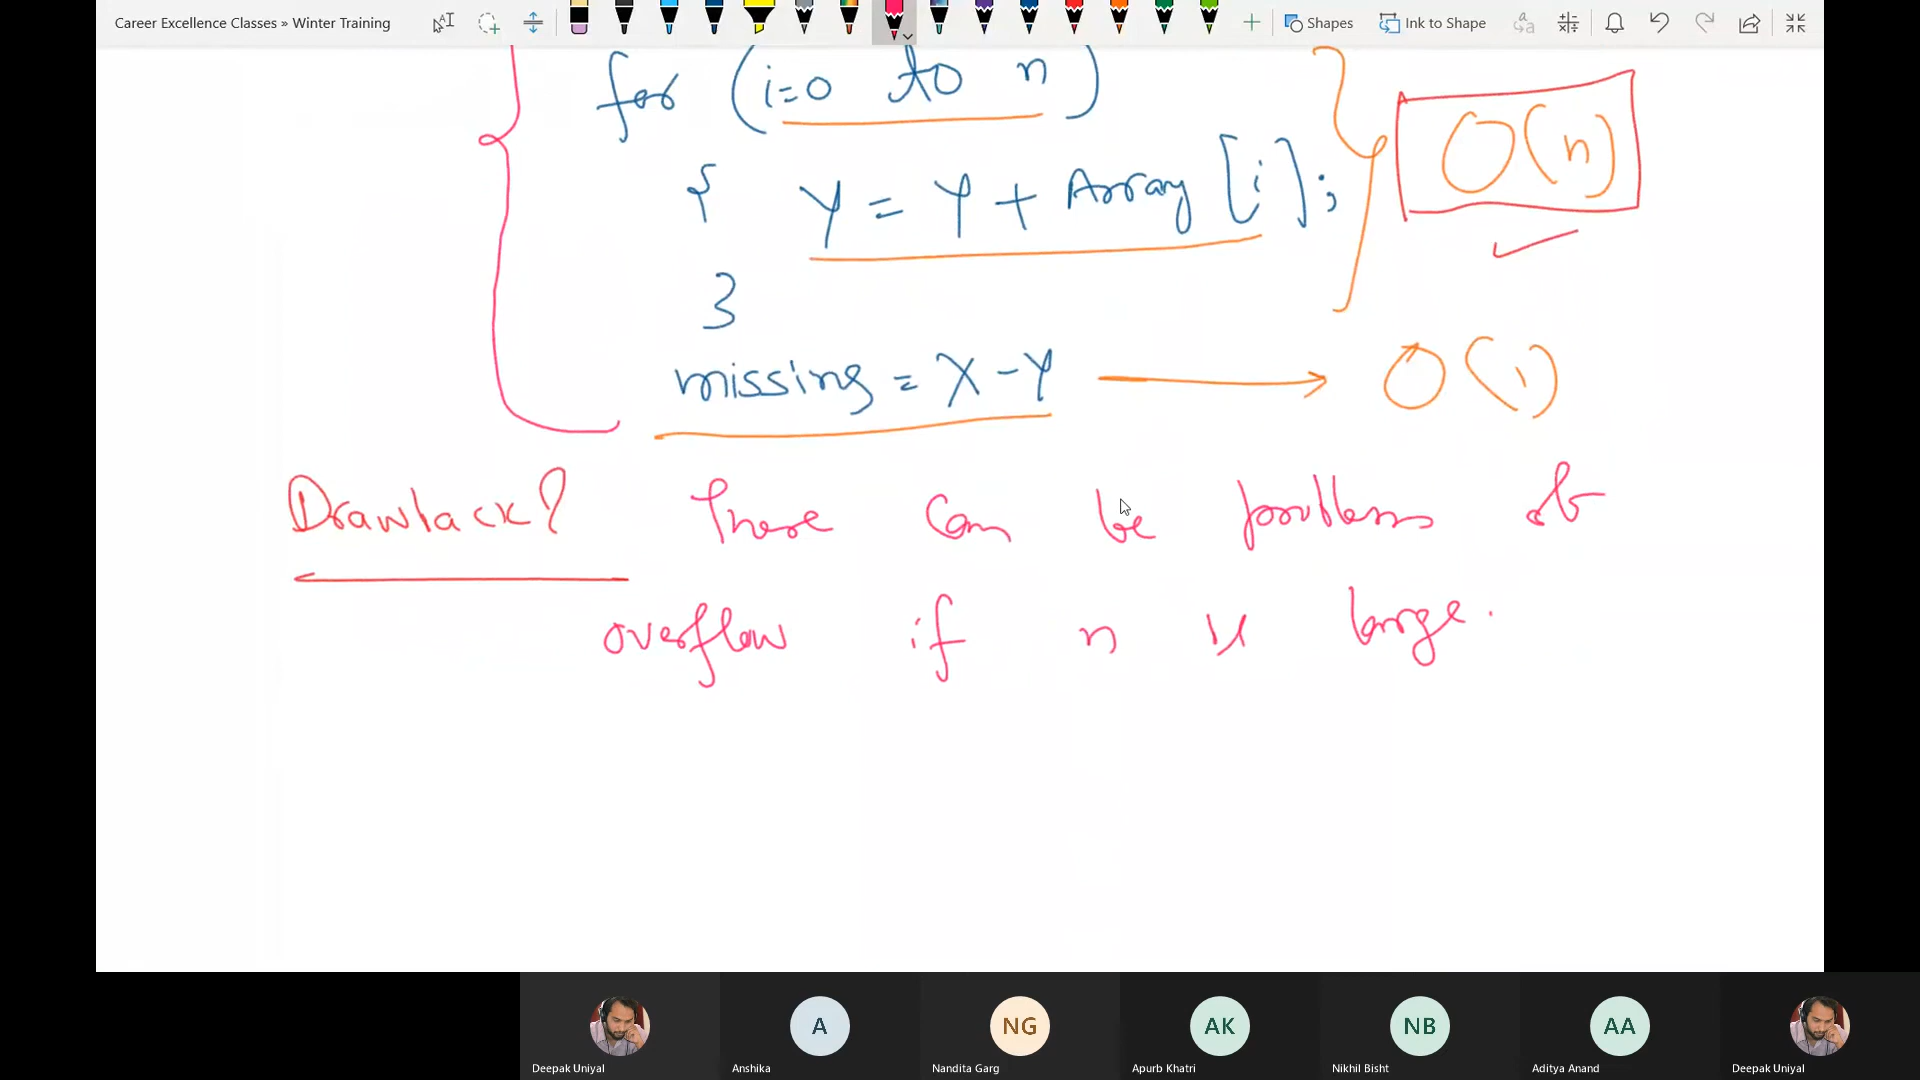 Career Excellence Classes » Winter Training
Shapes
Ink to Shape
for (i=0 to n)
O(n)
{ Y = Y + Array [i];
}
missing = X - Y
O(1)
Drawback? There can be problems of
overflow if n is large.
A
NG
AK
NB
AA
Deepak Uniyal
Anshika
Nandita Garg
Apurb Khatri
Nikhil Bisht
Aditya Anand
Deepak Uniyal